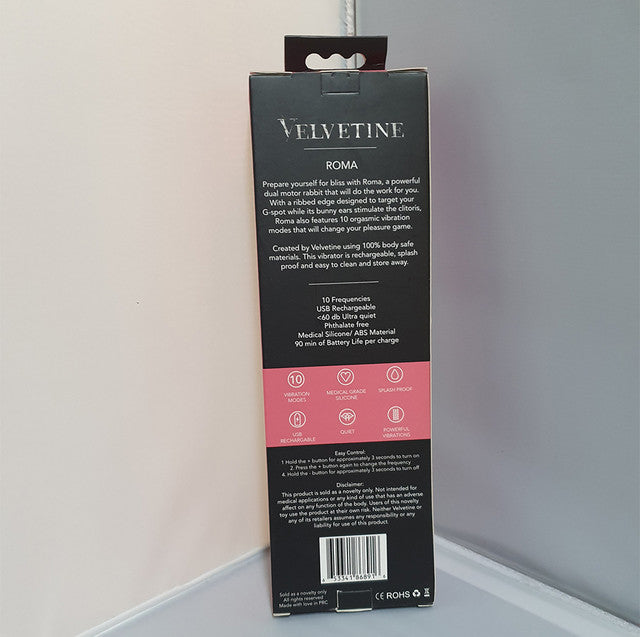 VELVETINE
ROMA
Prepare yourself for bliss with Roma, a powerful
dual motor rabbit that will do the work for you.
With a ribbed edge designed to target your
G-spot while its bunny ears stimulate the clitoris,
Roma also features 10 orgasmic vibration
modes that will change your pleasure game.
Created by Velvetine using 100% body safe
materials. This vibrator is rechargeable, splash
proof and easy to clean and store away.
10 Frequencies
USB Rechargeable
<60 db Ultra quiet
Phthalate free
Medical Silicone/ ABS Material
90 min of Battery Life per charge
10
VIBRATION
MODES
MEDICAL GRADE
SILICONE
SPLASH PROOF
USB
RECHARGEABLE
QUIET
POWERFUL
VIBRATIONS
Easy Control:
1 Hold the + button for approximately 3 seconds to turn on
2. Press the + button again to change the frequency
4. Hold the - button for approximately 3 seconds to turn off
Disclaimer:
This product is sold as a novelty only. Not intended for
medical applications or any kind of use that has an adverse
affect on any function of the body. Users of this novelty
toy use the product at their own risk. Neither Velvetine or
any of its retailers assumes any responsibility or any
liability for use of this product
Sold as a novelty only
All rights reserved
Made with love in PRC
CE ROHS